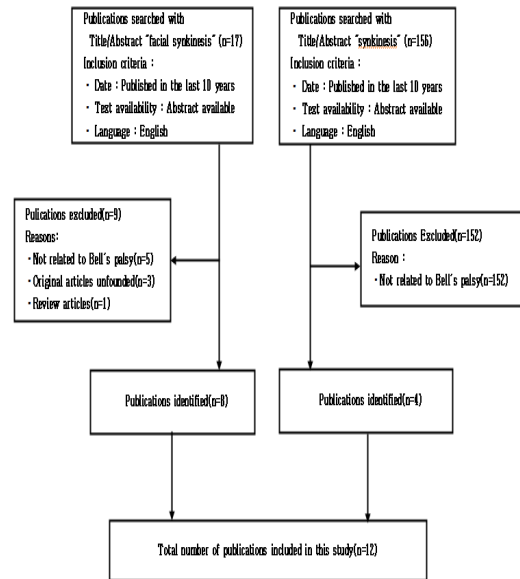 Publications searched with
Title/Abstract "facial synkinesis" (n=17)
Inclusion criteria :
· Date : Published in the last 10 years
· Text availability : Abstract available
· Language : English
Publications searched with
Title/Abstract "synkinesis" (n=156)
Inclusion criteria :
· Date : Published in the last 10 years
· Test availability : Abstract available
· Language : English
Pulications excluded(n=9)
Reasons:
·Not related to Bell's palsy(n=5)
·Original articles unfounded(n=3)
·Review articles(n=1)
Publications Excluded(n=152)
Reason :
·Not related to Bell's palsy(n=152)
Publications identified(n=8)
Publications identified(n=4)
Total number of publications included in this study(n=12)